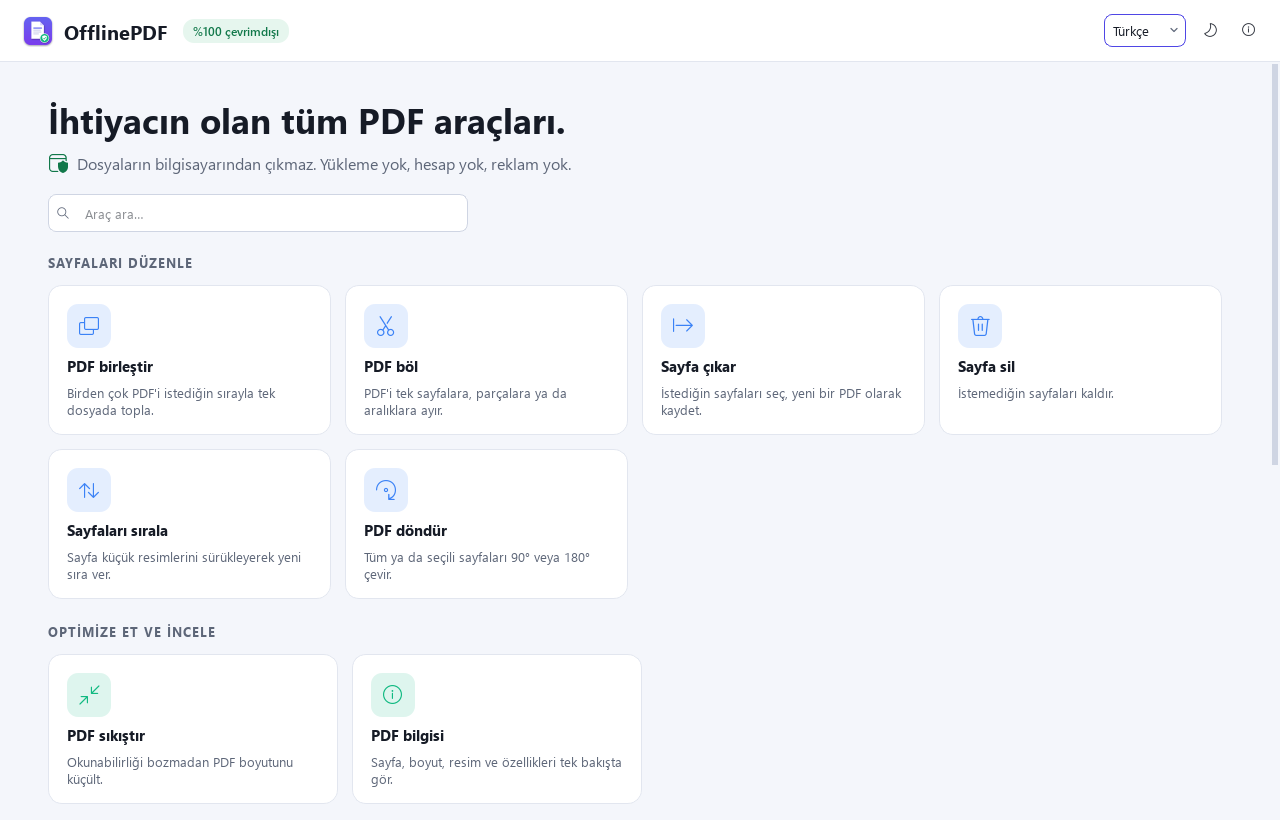 OfflinePDF
%100 çevrimdışı
Türkçe
İhtiyacın olan tüm PDF araçları.
Dosyaların bilgisayarından çıkmaz. Yükleme yok, hesap yok, reklam yok.
Araç ara...
SAYFALARI DÜZENLE
PDF birleştir
Birden çok PDF'i istediğin sırayla tek
dosyada topla.
PDF böl
PDF'i tek sayfalara, parçalara ya da
aralıklara ayır.
Sayfa çıkar
İstediğin sayfaları seç, yeni bir PDF olarak
kaydet.
Sayfa sil
İstemediğin sayfaları kaldır.
Sayfaları sırala
Sayfa küçük resimlerini sürükleyerek yeni
sıra ver.
PDF döndür
Tüm ya da seçili sayfaları 90° veya 180°
çevir.
OPTİMİZE ET VE İNCELE
PDF sıkıştır
Okunabilirliği bozmadan PDF boyutunu
küçült.
PDF bilgisi
Sayfa, boyut, resim ve özellikleri tek bakışta
gör.